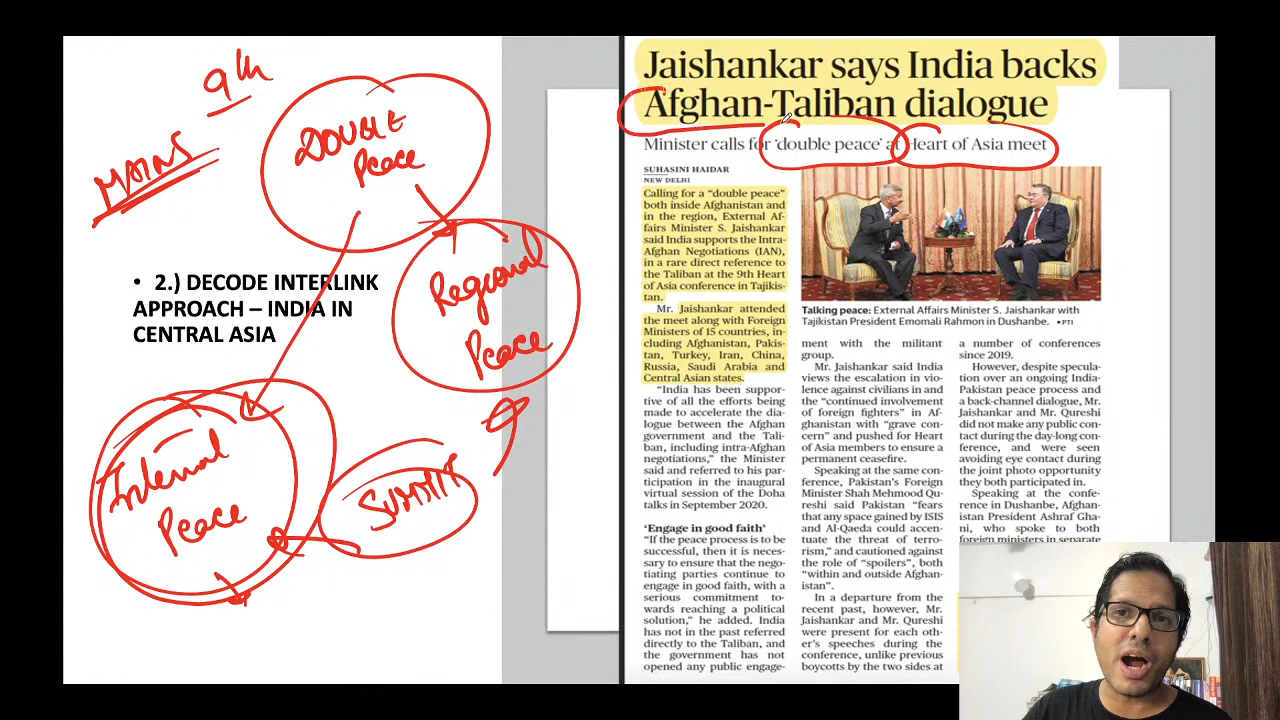 9th
MAINS
DOUBLE
Peace
Regional
Peace
• 2.) DECODE INTERLINK
APPROACH – INDIA IN
CENTRAL ASIA
Internal
Peace
SUMMIT
Jaishankar says India backs
Afghan-Taliban dialogue
Minister calls for ‘double peace’ at Heart of Asia meet
SUHASINI HAIDAR
NEW DELHI
Calling for a “double peace”
both inside Afghanistan and
in the region, External Af-
fairs Minister S. Jaishankar
said India supports the Intra-
Afghan Negotiations (IAN),
in a rare direct reference to
the Taliban at the 9th Heart
of Asia conference in Tajikis-
tan.
Mr. Jaishankar attended
the meet along with Foreign
Ministers of 15 countries, in-
cluding Afghanistan, Pakis-
tan, Turkey, Iran, China,
Russia, Saudi Arabia and
Central Asian states.
“India has been suppor-
tive of all the efforts being
made to accelerate the dia-
logue between the Afghan
government and the Tali-
ban, including intra-Afghan
negotiations,” the Minister
said and referred to his par-
ticipation in the inaugural
virtual session of the Doha
talks in September 2020.
‘Engage in good faith’
“If the peace process is to be
successful, then it is neces-
sary to ensure that the nego-
tiating parties continue to
engage in good faith, with a
serious commitment to-
wards reaching a political
solution,” he added. India
has not in the past referred
directly to the Taliban, and
the government has not
opened any public engage-
Talking peace: External Affairs Minister S. Jaishankar with
Tajikistan President Emomali Rahmon in Dushanbe. •PTI
ment with the militant
group.
Mr. Jaishankar said India
views the escalation in vio-
lence against civilians in and
the “continued involvement
of foreign fighters” in Af-
ghanistan with “grave con-
cern” and pushed for Heart
of Asia members to ensure a
permanent ceasefire.
Speaking at the same con-
ference, Pakistan’s Foreign
Minister Shah Mehmood Qu-
reshi said Pakistan “fears
that any space gained by ISIS
and Al-Qaeda could accen-
tuate the threat of terro-
rism,” and cautioned against
the role of “spoilers”, both
“within and outside Afghan-
istan”.
In a departure from the
recent past, however, Mr.
Jaishankar and Mr. Qureshi
were present for each oth-
er’s speeches during the
conference, unlike previous
boycotts by the two sides at
a number of conferences
since 2019.
However, despite specula-
tion over an ongoing India-
Pakistan peace process and
a back-channel dialogue, Mr.
Jaishankar and Mr. Qureshi
did not make any public con-
tact during the day-long con-
ference, and were seen
avoiding eye contact during
the joint photo opportunity
they both participated in.
Speaking at the confe-
rence in Dushanbe, Afghan-
istan President Ashraf Gha-
ni, who spoke to both
foreign ministers in separate